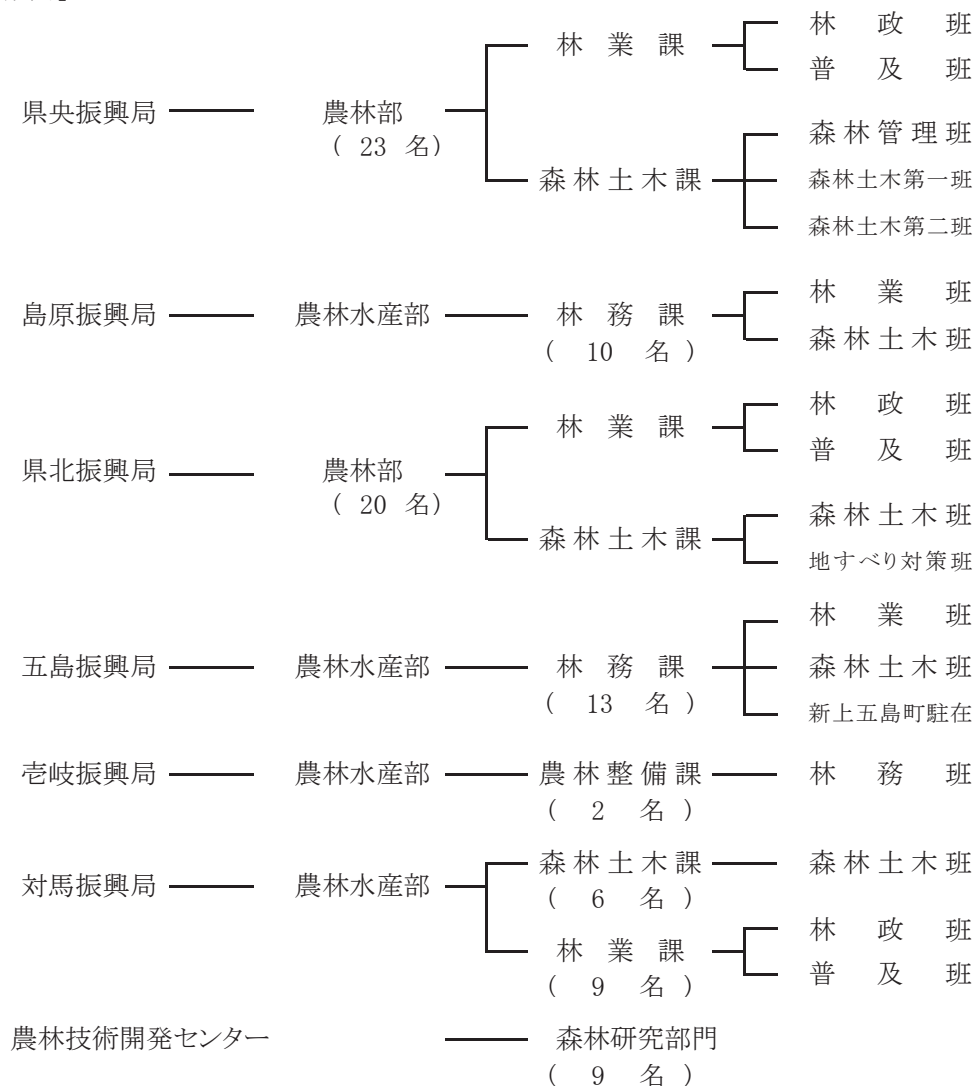 林政班
林業課
普及班
県央振興局 農林部
( 23 名)
森林管理班
森林土木課 森林土木第一班
森林土木第二班
林業班
島原振興局 農林水産部 林務課
( 10 名 )
森林土木班
林政班
林業課
普及班
県北振興局 農林部
( 20 名)
森林土木班
森林土木課
地すべり対策班
林業班
五島振興局 農林水産部 林務課 森林土木班
( 13 名 )
新上五島町駐在
壱岐振興局 農林水産部 農林整備課 林務班
( 2 名 )
森林土木課 森林土木班
対馬振興局 農林水産部
( 6 名 )
林政班
林業課
普及班
( 9 名 )
農林技術開発センター 森林研究部門
( 9 名 )